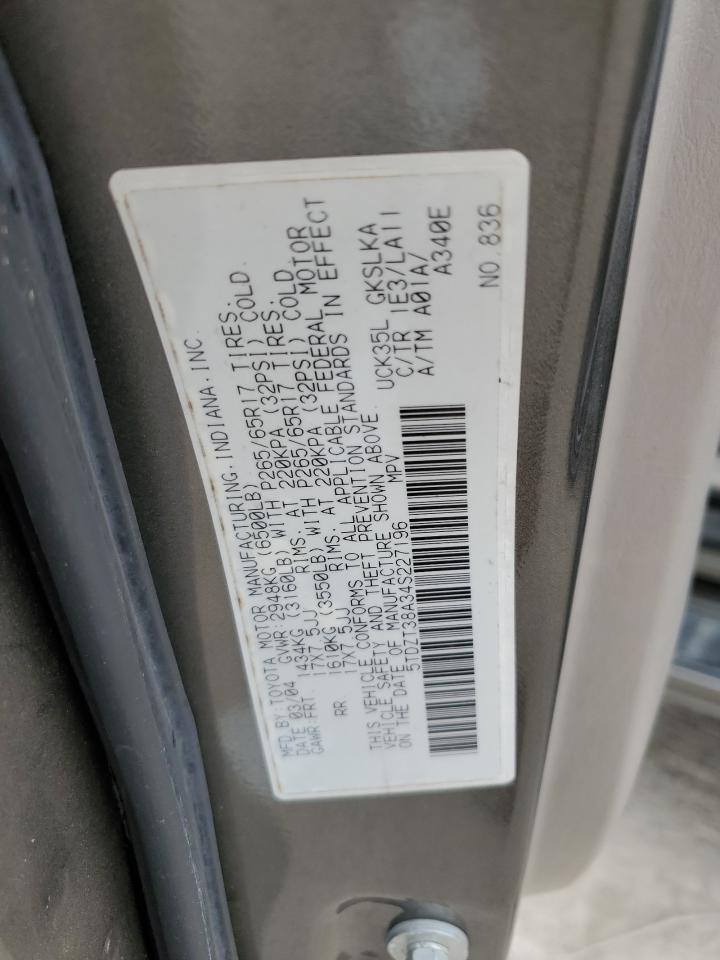 MFD.BY:TOYOTA MOTOR MANUFACTURING.INDIANA.INC.
DATE 03/04 GVWR:2948KG (6500LB)
GAWR:FRT. 1434KG (3160LB) WITH P265/65R17 TIRES.
17X7.5JJ RIMS. AT 220KPA (32PSI) COLD.
RR. 1610KG (3550LB) WITH P265/65R17 TIRES.
17X7.5JJ RIMS. AT 220KPA (32PSI) COLD.
THIS VEHICLE CONFORMS TO ALL APPLICABLE FEDERAL MOTOR
VEHICLE SAFETY AND THEFT PREVENTION STANDARDS IN EFFECT
ON THE DATE OF MANUFACTURE SHOWN ABOVE.
5TDZT38A34S227196 MPV
UCK35L GKSLKA
C/TR 1E3/LA11
A/TM A01A/
A340E
NO.836